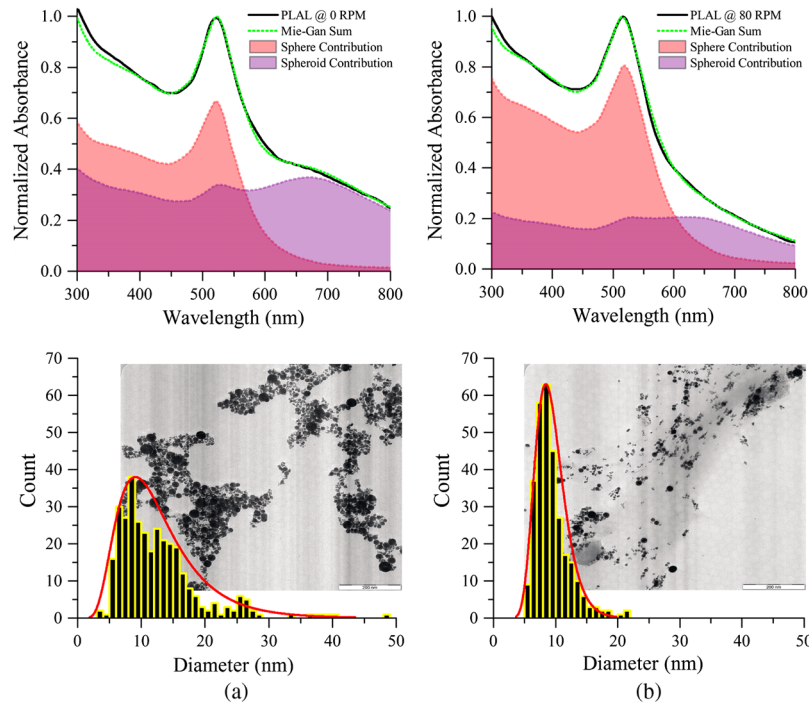 PLAL @ 0 RPM
Mie-Gan Sum
Sphere Contribution
Spheroid Contribution
Normalized Absorbance
1.0
0.8
0.6
0.4
0.2
0.0
300 400 500 600 700 800
Wavelength (nm)
PLAL @ 80 RPM
Mie-Gan Sum
Sphere Contribution
Spheroid Contribution
Normalized Absorbance
1.0
0.8
0.6
0.4
0.2
0.0
300 400 500 600 700 800
Wavelength (nm)
Count
70
60
50
40
30
20
10
0
200 nm
0 10 20 30 40 50
Diameter (nm)
(a)
Count
70
60
50
40
30
20
10
0
200 nm
0 10 20 30 40 50
Diameter (nm)
(b)